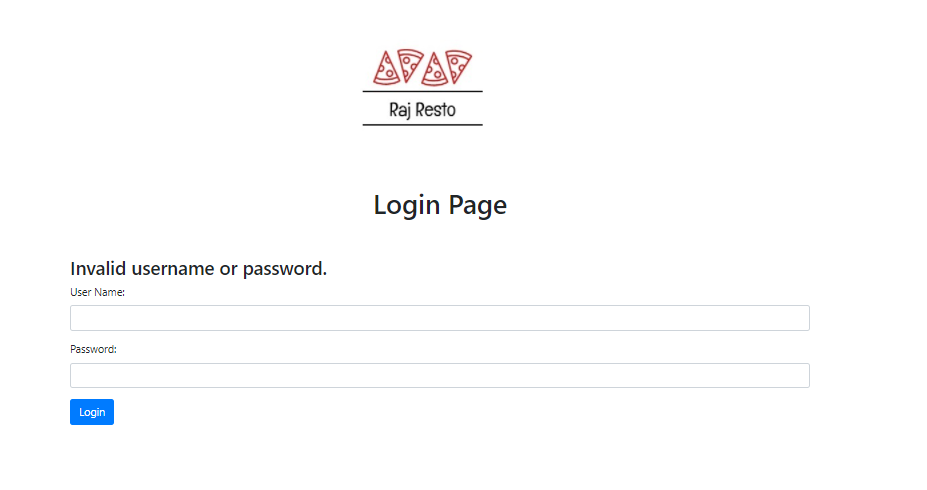 Raj Resto
Login Page
Invalid username or password.
User Name:
Password:
Login